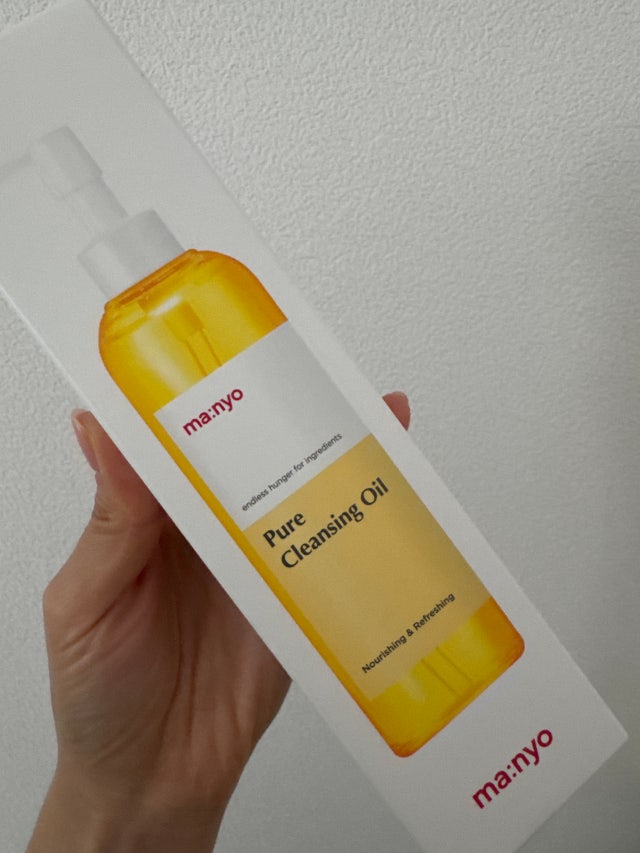 ma:nyo
endless hunger for ingredients
Pure
Cleansing Oil
Nourishing & Refreshing
ma:nyo